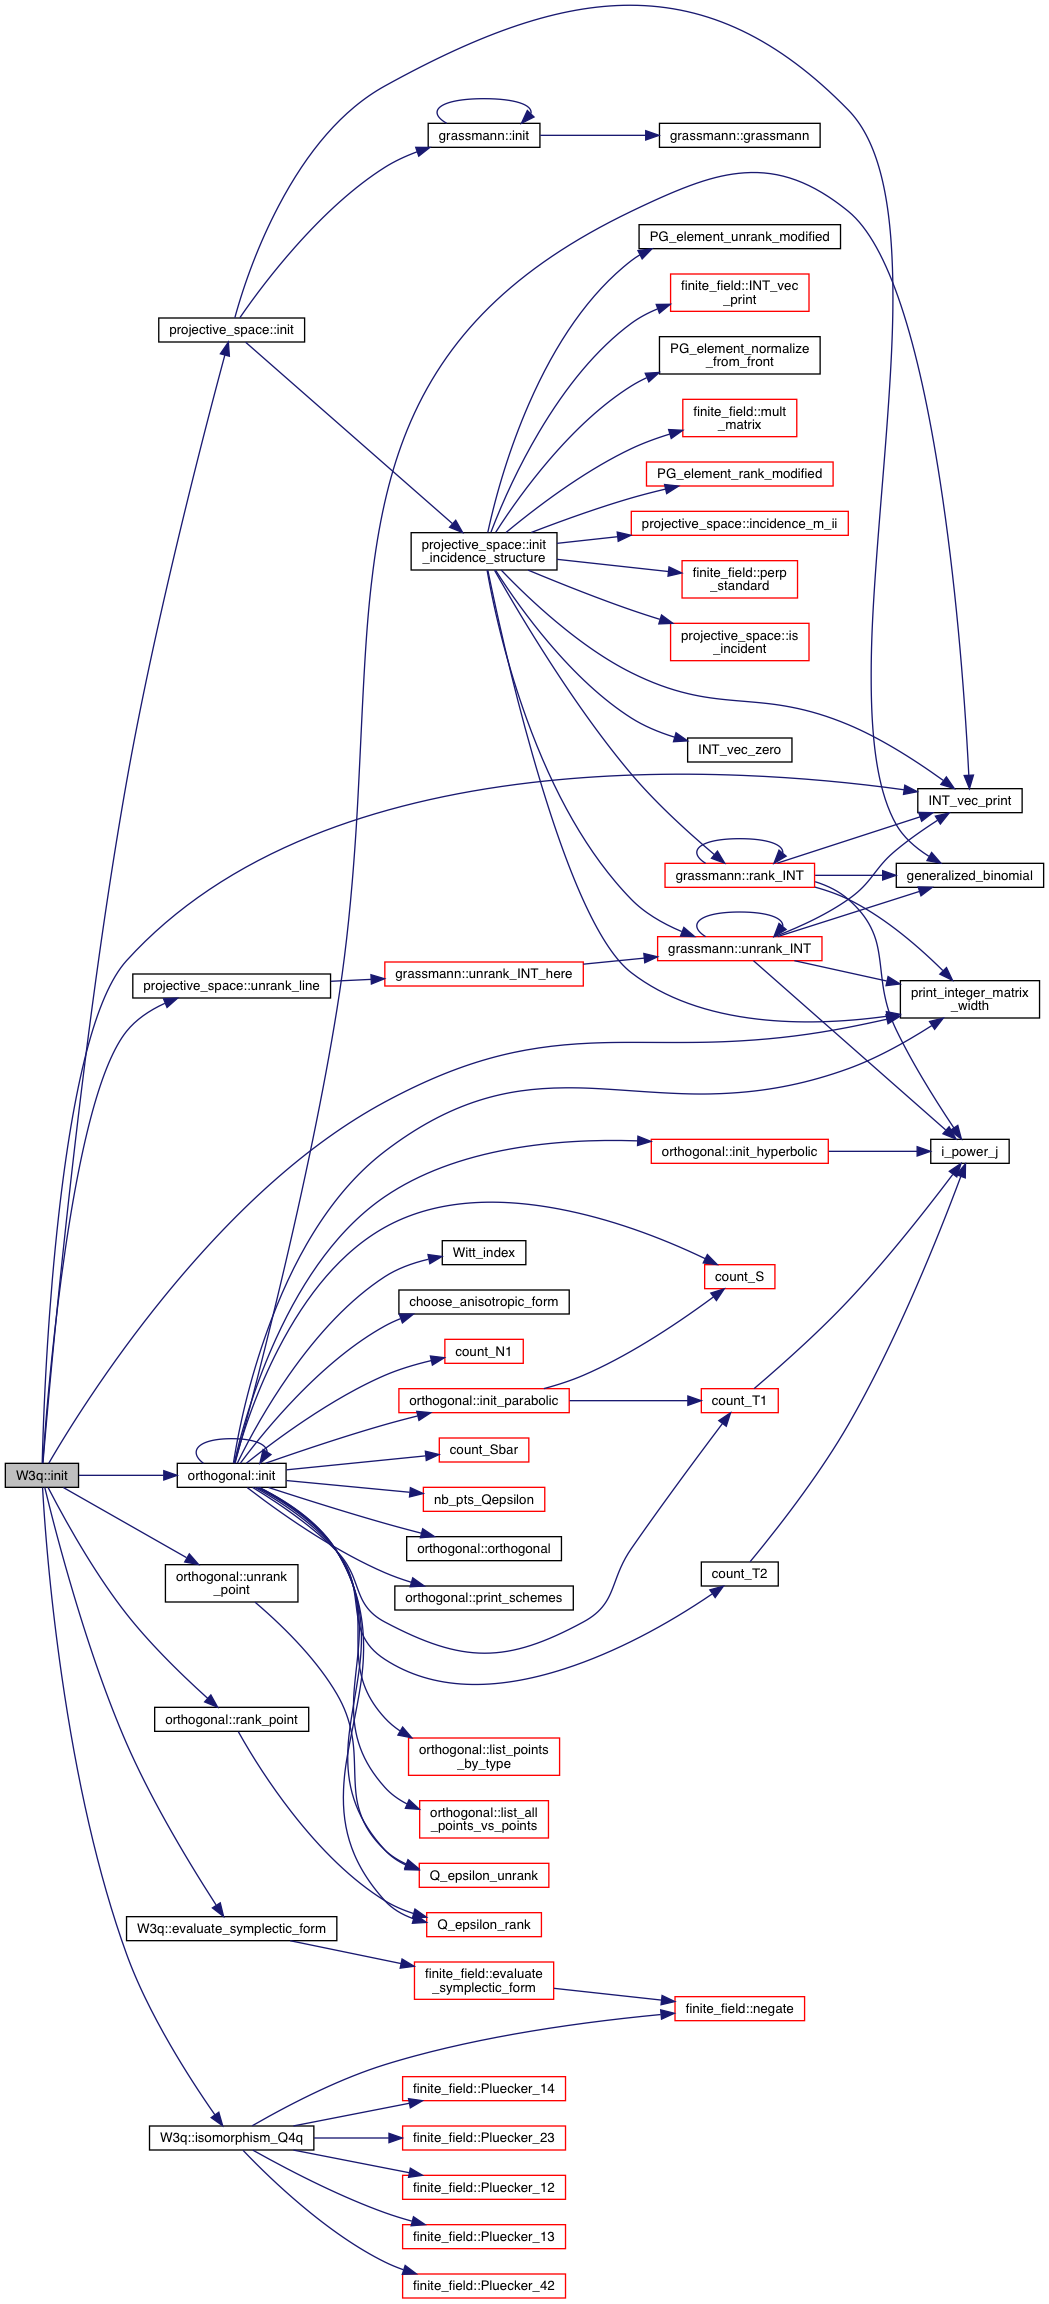 grassmann::init
grassmann::grassmann
PG_element_unrank_modified
finite_field::INT_vec
_print
projective_space::init
PG_element_normalize
_from_front
finite_field::mult
_matrix
PG_element_rank_modified
projective_space::incidence_m_ii
projective_space::init
_incidence_structure
finite_field::perp
_standard
projective_space::is
_incident
INT_vec_zero
INT_vec_print
grassmann::rank_INT
generalized_binomial
grassmann::unrank_INT
grassmann::unrank_INT_here
projective_space::unrank_line
print_integer_matrix
_width
orthogonal::init_hyperbolic
i_power_j
Witt_index
count_S
choose_anisotropic_form
count_N1
orthogonal::init_parabolic
count_T1
count_Sbar
W3q::init
orthogonal::init
nb_pts_Qepsilon
orthogonal::orthogonal
orthogonal::unrank
_point
count_T2
orthogonal::print_schemes
orthogonal::rank_point
orthogonal::list_points
_by_type
orthogonal::list_all
_points_vs_points
Q_epsilon_unrank
Q_epsilon_rank
W3q::evaluate_symplectic_form
finite_field::evaluate
_symplectic_form
finite_field::negate
finite_field::Pluecker_14
W3q::isomorphism_Q4q
finite_field::Pluecker_23
finite_field::Pluecker_12
finite_field::Pluecker_13
finite_field::Pluecker_42